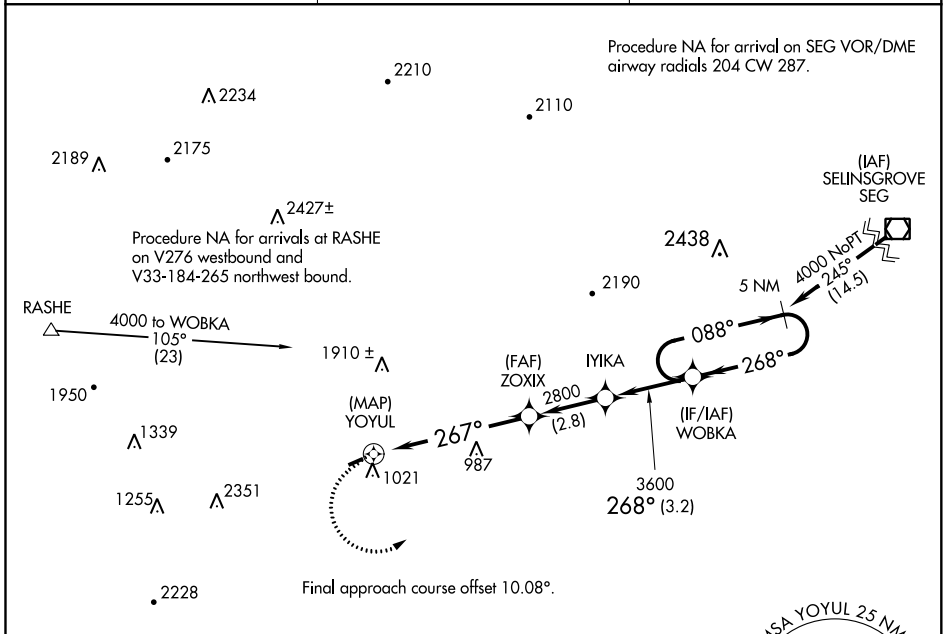 Procedure NA for arrival on SEG VOR/DME
airway radials 204 CW 287.
2210
2234
2110
2189
2175
(IAF)
SELINSGROVE
SEG
2427±
Procedure NA for arrivals at RASHE
on V276 westbound and
V33-184-265 northwest bound.
2438
4000 NoPT
245°
(14.5)
5 NM
2190
RASHE
4000 to WOBKA
105°
(23)
088°
1910 ±
(FAF)
ZOXIX
IYIKA
268°
1950
2800
(2.8)
(IF/IAF)
WOBKA
(MAP)
YOYUL
267°
1339
987
1021
3600
268° (3.2)
1255
2351
Final approach course offset 10.08°.
2228
MSA YOYUL 25 NM